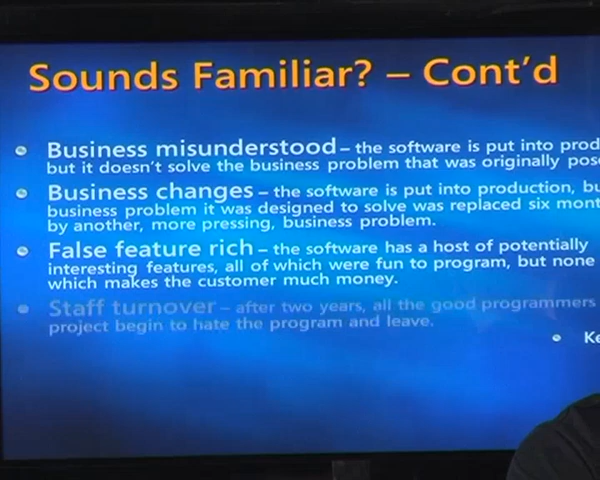 Sounds Familiar? – Cont'd
Business misunderstood – the software is put into prod
but it doesn't solve the business problem that was originally pos
Business changes – the software is put into production, bu
business problem it was designed to solve was replaced six mont
by another, more pressing, business problem.
False feature rich – the software has a host of potentially
interesting features, all of which were fun to program, but none
which makes the customer much money.
Staff turnover – after two years, all the good programmers
project begin to hate the program and leave.
Ke